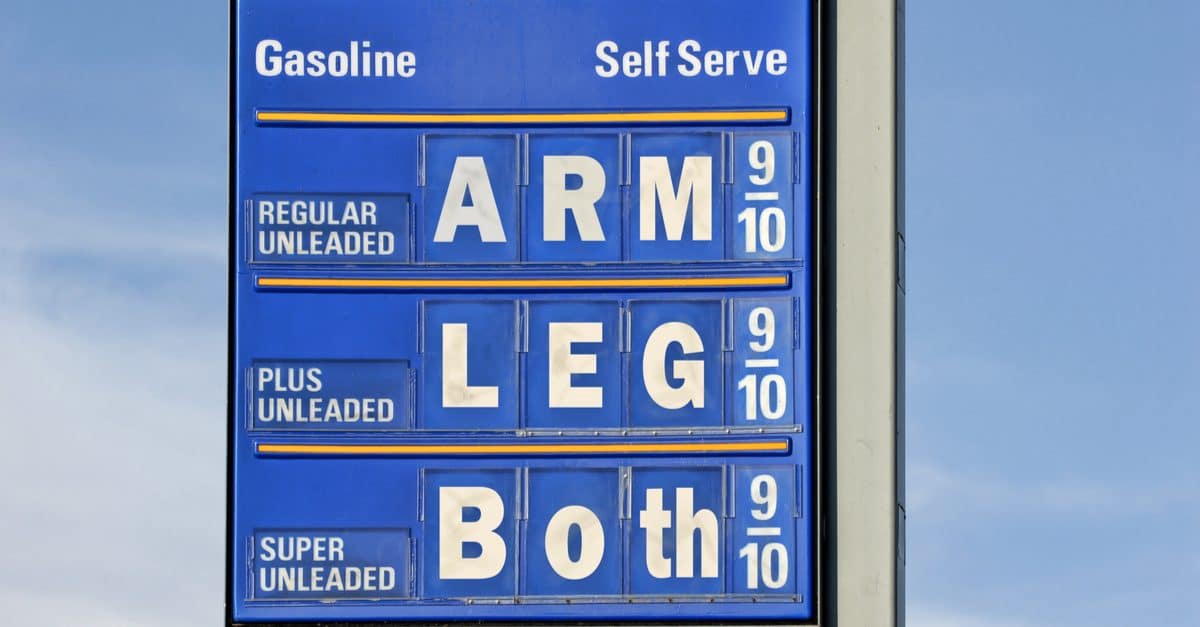 Gasoline Self Serve
REGULAR
UNLEADED
ARM 9/10
PLUS
UNLEADED
LEG 9/10
SUPER
UNLEADED
Both 9/10